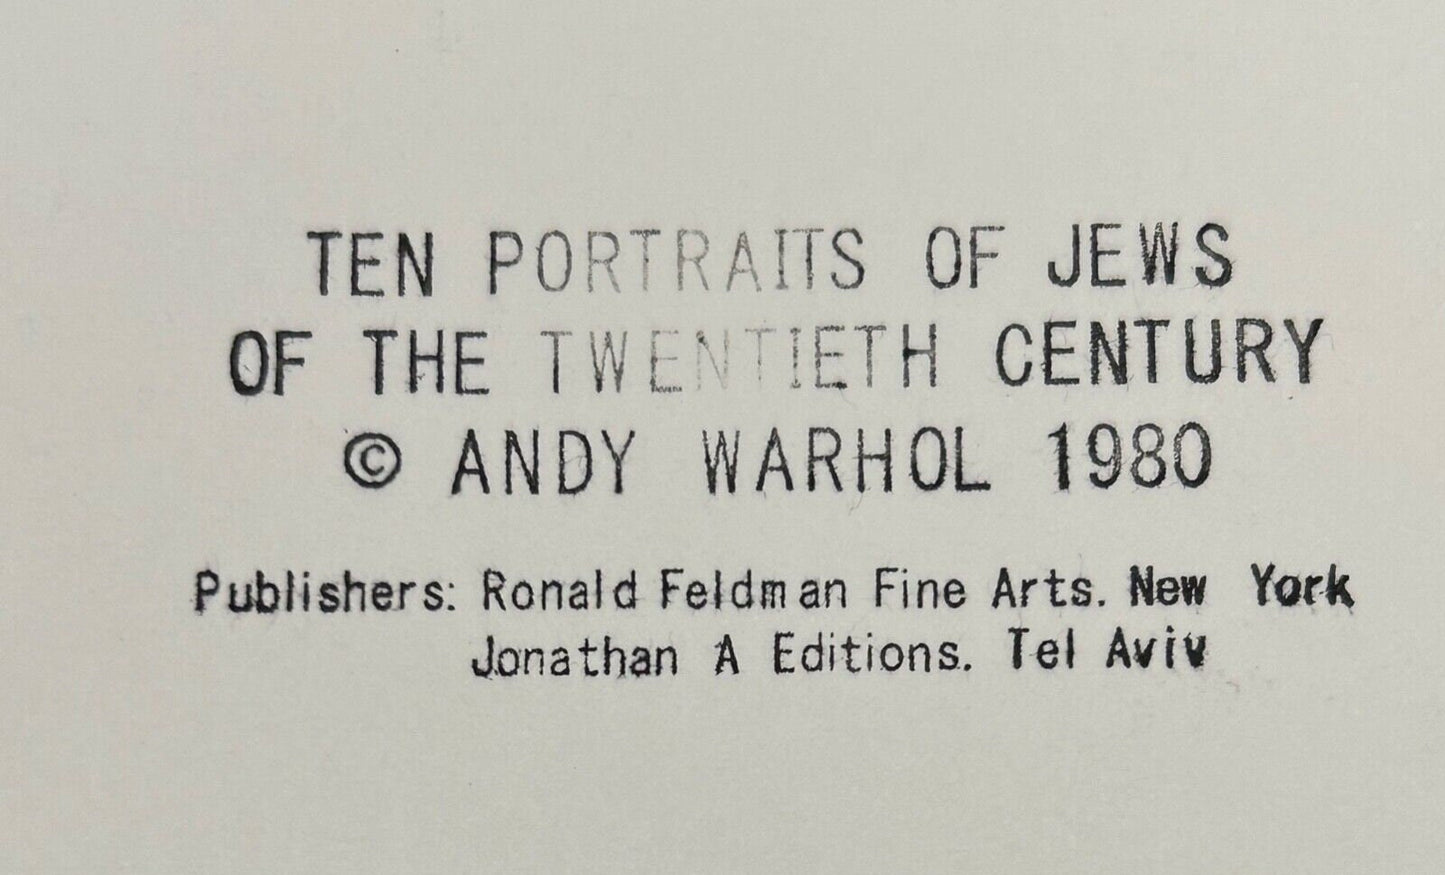 TEN PORTRAITS OF JEWS
OF THE TWENTIETH CENTURY
© ANDY WARHOL 1980
Publishers: Ronald Feldman Fine Arts. New York
Jonathan A Editions. Tel Aviv